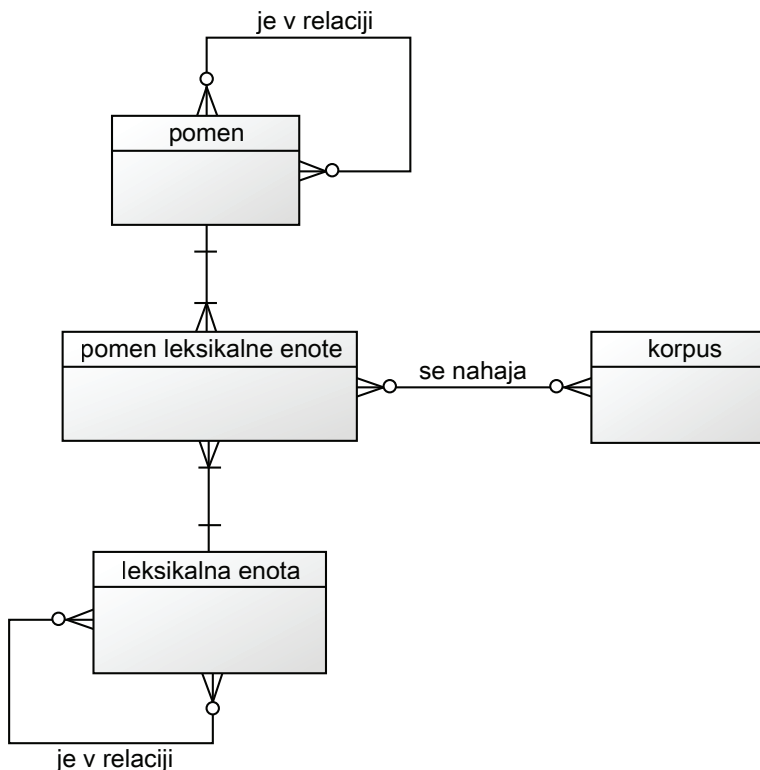 je v relaciji
pomen
pomen leksikalne enote
se nahaja
korpus
leksikalna enota
je v relaciji